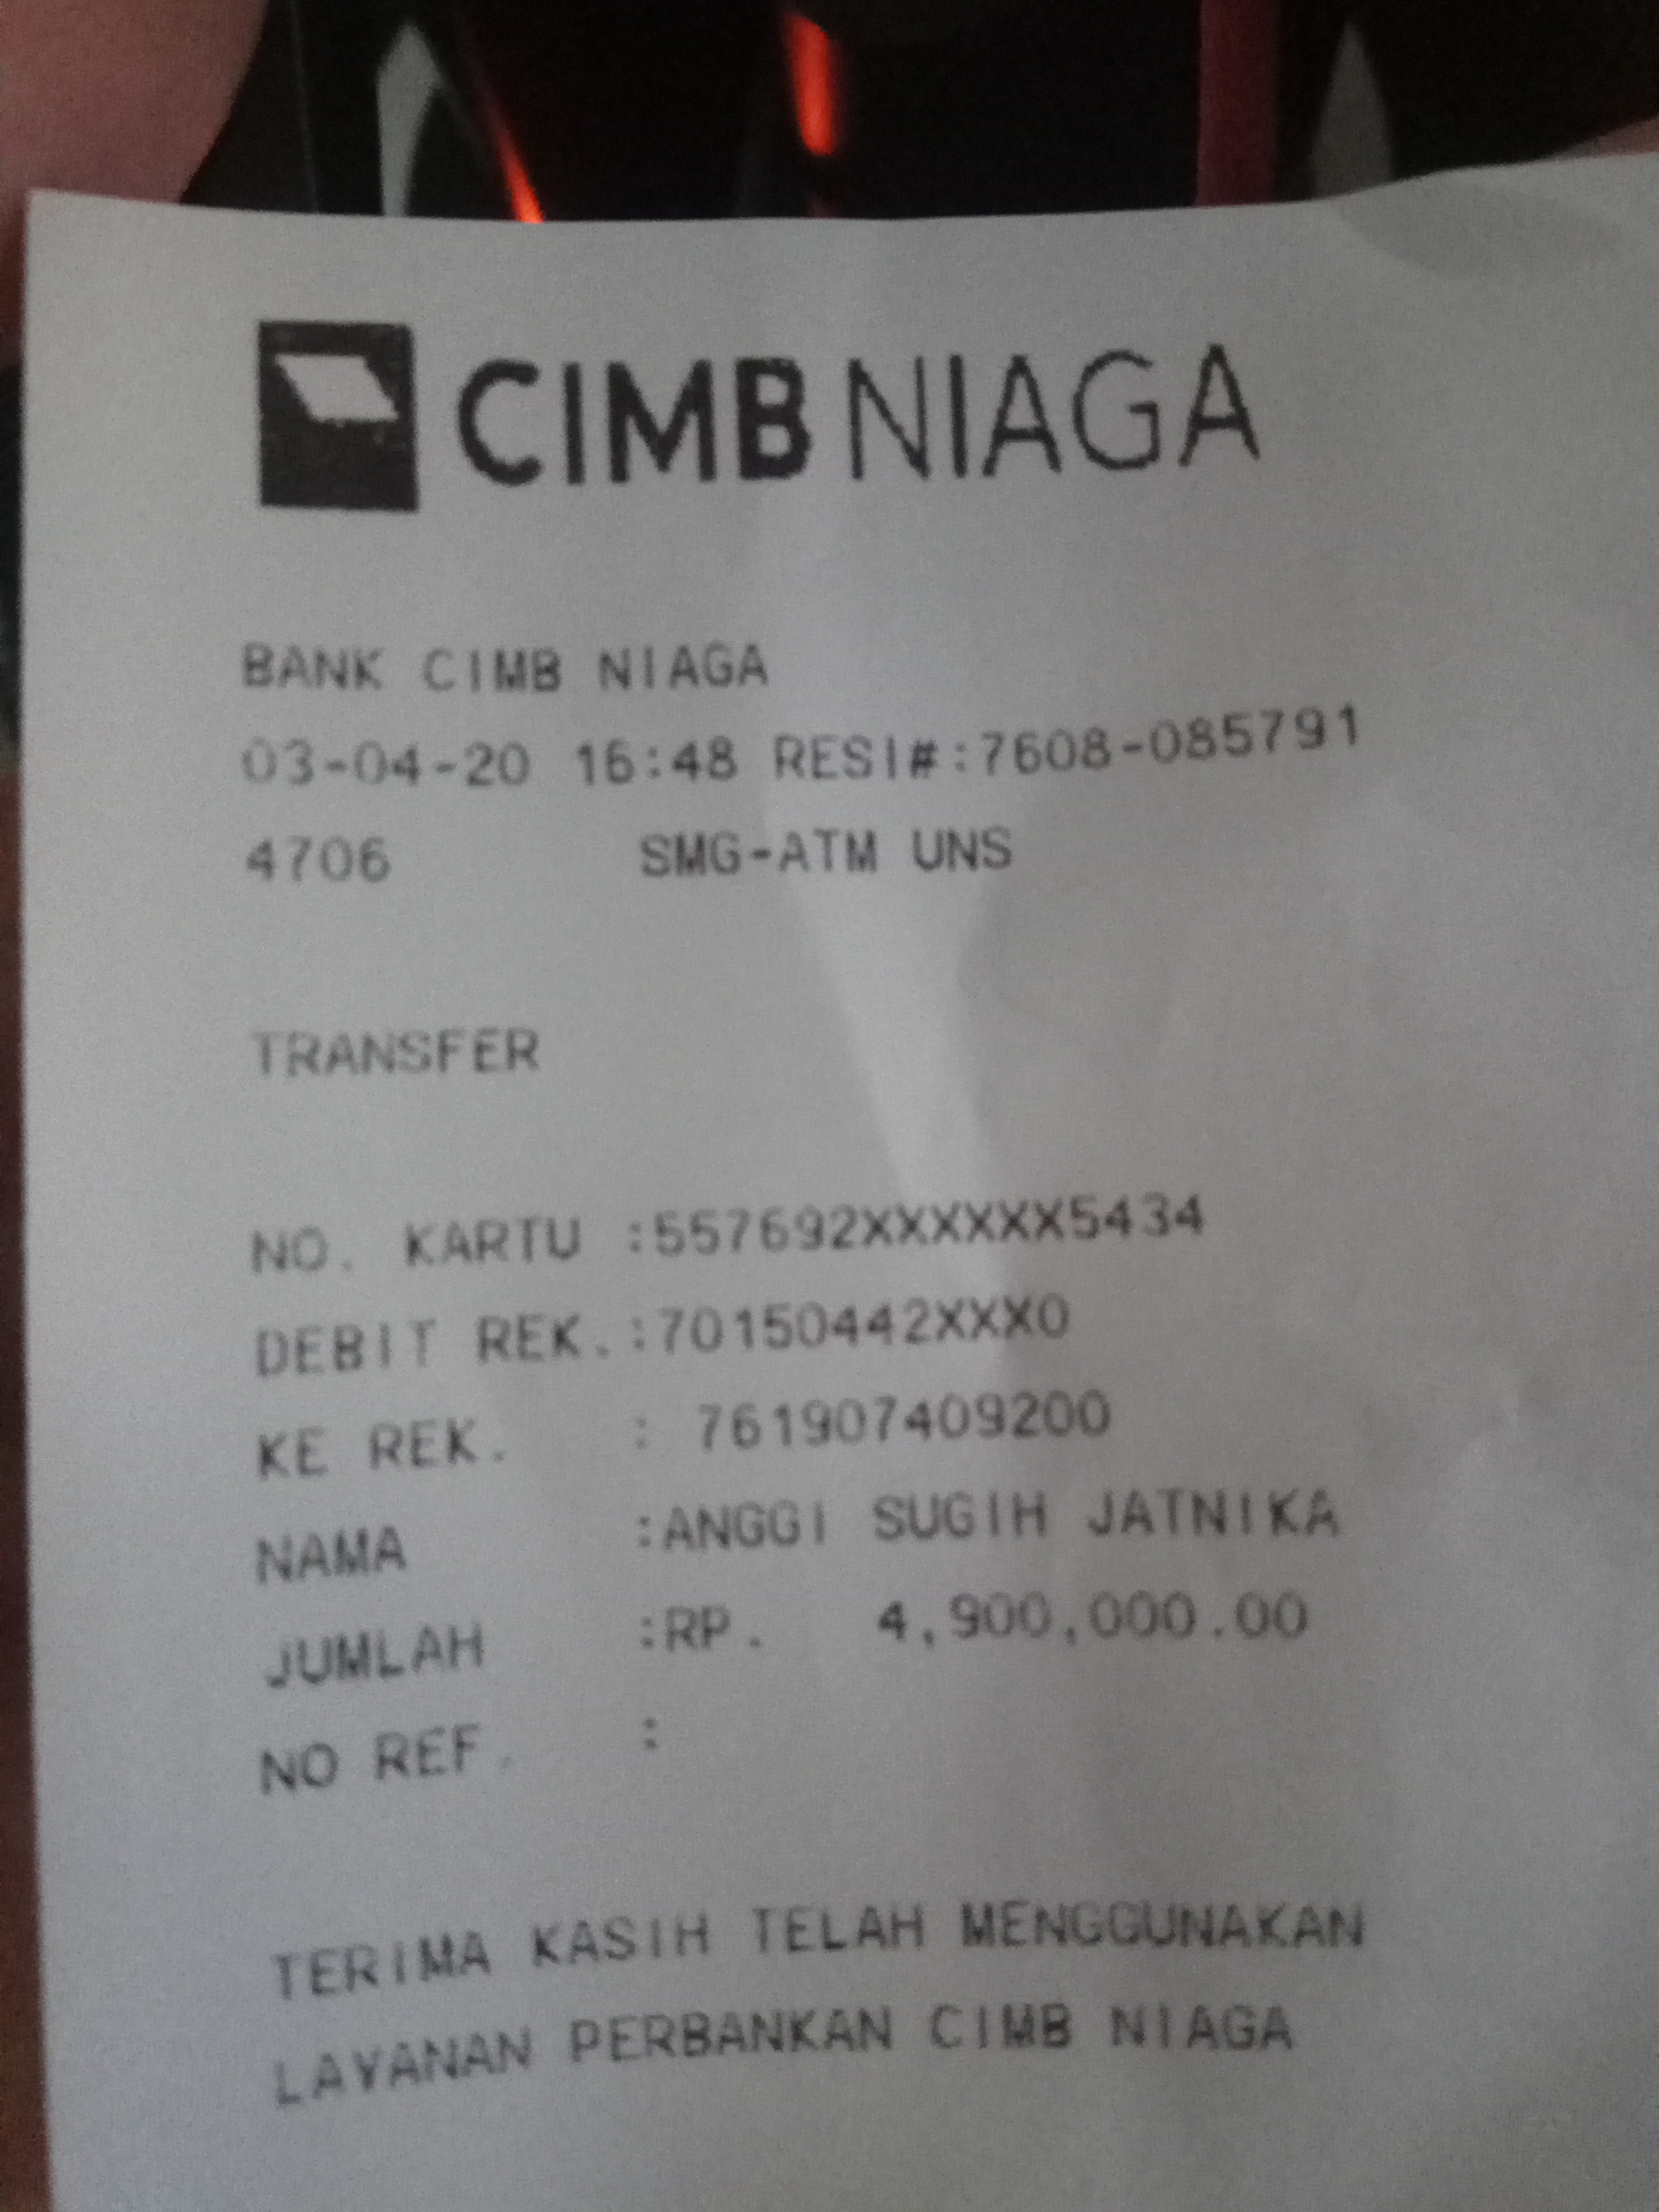 CIMB NIAGA
BANK CIMB NIAGA
03-04-20 16:48 RESI#:7608-085791
4706 SMG-ATM UNS
TRANSFER
NO. KARTU :557692XXXXXX5434
DEBIT REK.:70150442XXX0
KE REK. : 761907409200
NAMA :ANGGI SUGIH JATNIKA
JUMLAH :RP. 4,900,000.00
NO REF. :
TERIMA KASIH TELAH MENGGUNAKAN
LAYANAN PERBANKAN CIMB NIAGA